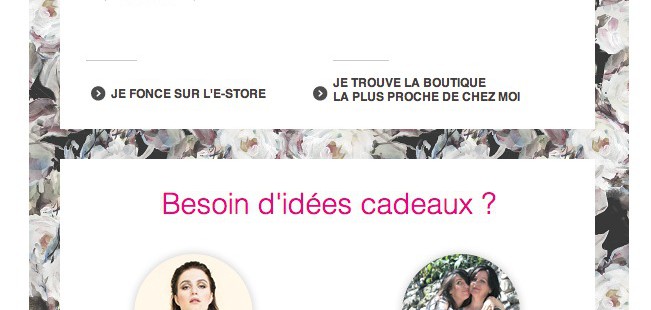 JE FONCE SUR L'E-STORE
JE TROUVE LA BOUTIQUE
LA PLUS PROCHE DE CHEZ MOI
Besoin d'idées cadeaux ?